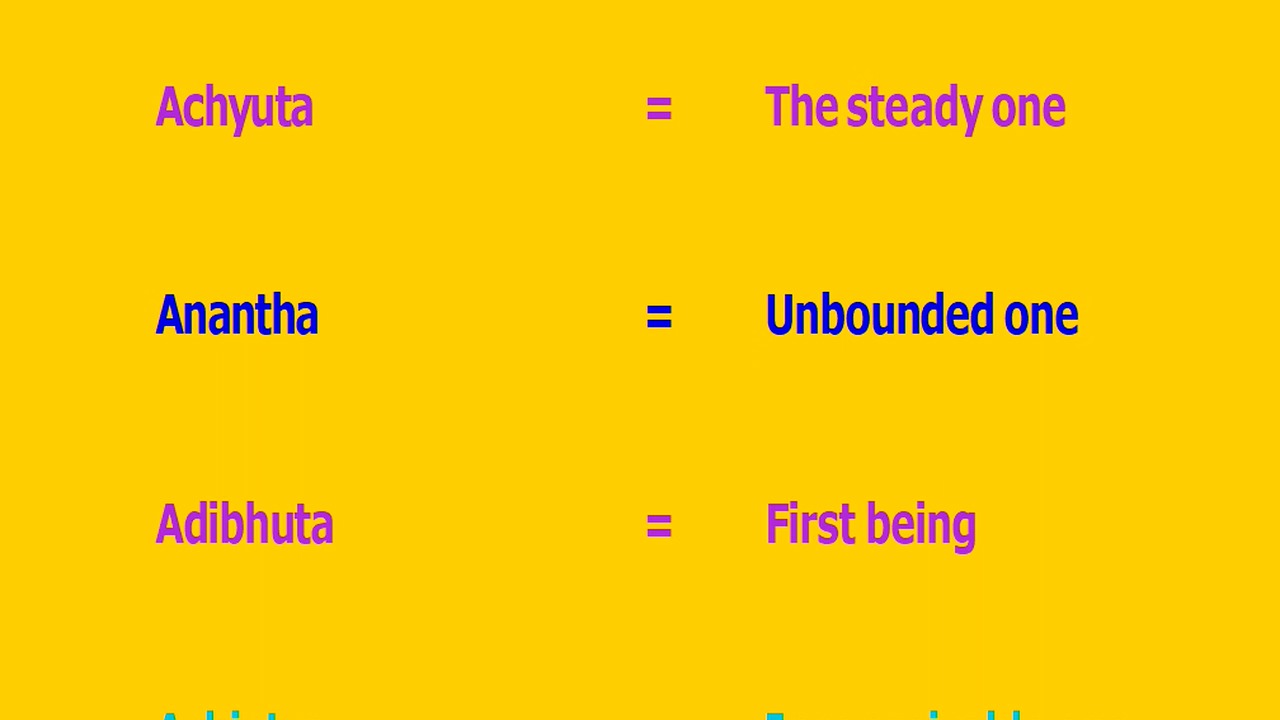 Achyuta = The steady one
Anantha = Unbounded one
Adibhuta = First being